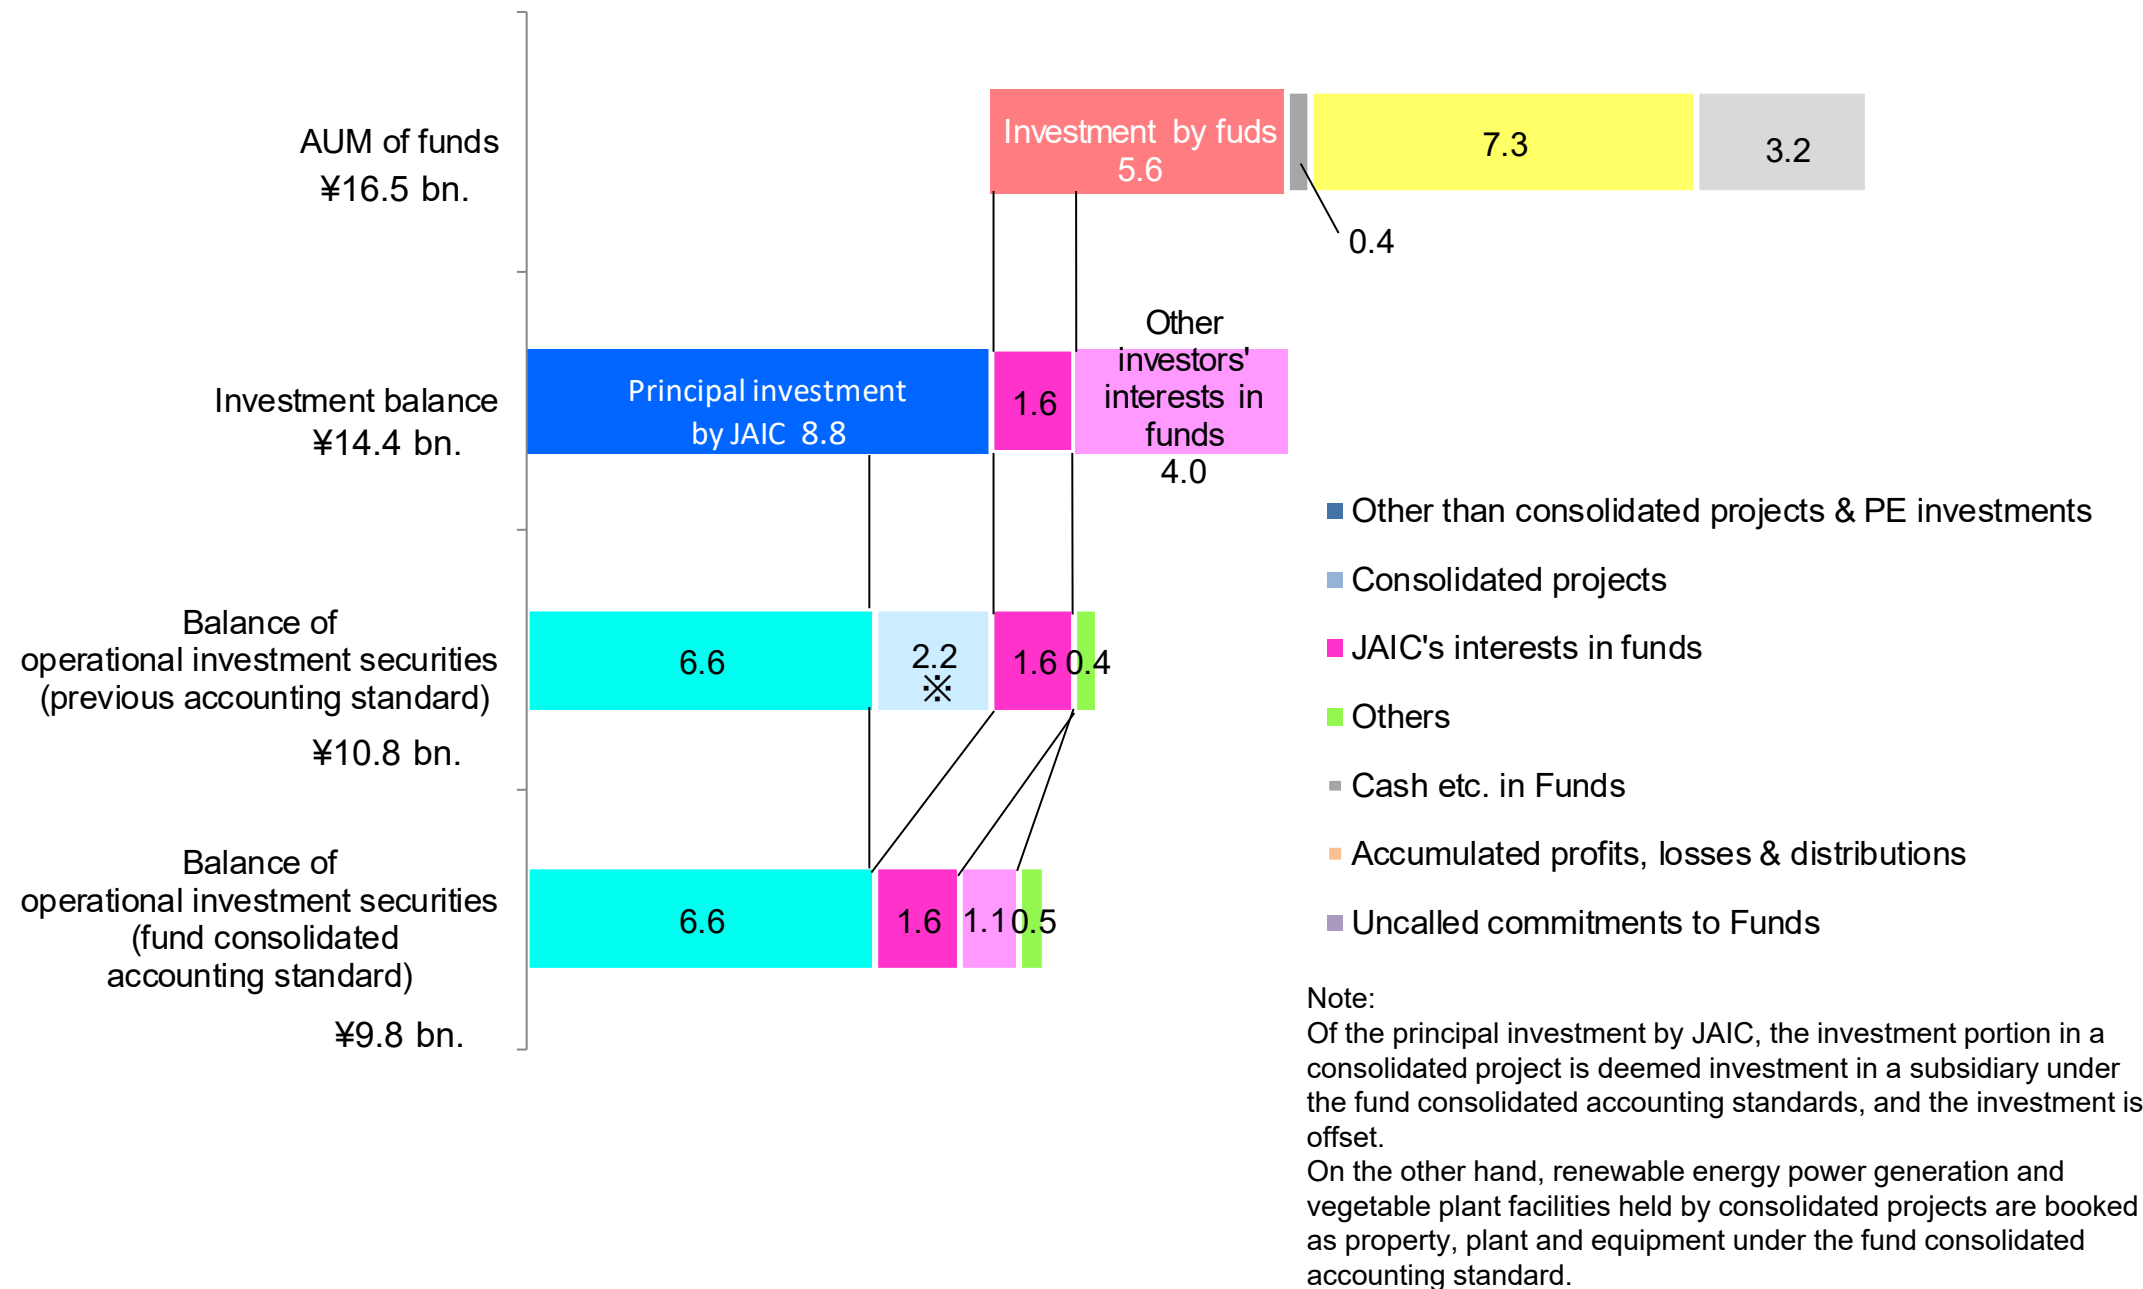 AUM of funds
¥16.5 bn.
Investment by fuds
5.6
7.3
3.2
0.4
Investment balance
¥14.4 bn.
Principal investment
by JAIC 8.8
1.6
Other
investors'
interests in
funds
4.0
Balance of
operational investment securities
(previous accounting standard)
¥10.8 bn.
6.6
2.2
※
1.6
0.4
Balance of
operational investment securities
(fund consolidated
accounting standard)
¥9.8 bn.
6.6
1.6
1.1
0.5
Other than consolidated projects & PE investments
Consolidated projects
JAIC's interests in funds
Others
Cash etc. in Funds
Accumulated profits, losses & distributions
Uncalled commitments to Funds
Note:
Of the principal investment by JAIC, the investment portion in a
consolidated project is deemed investment in a subsidiary under
the fund consolidated accounting standards, and the investment is
offset.
On the other hand, renewable energy power generation and
vegetable plant facilities held by consolidated projects are booked
as property, plant and equipment under the fund consolidated
accounting standard.